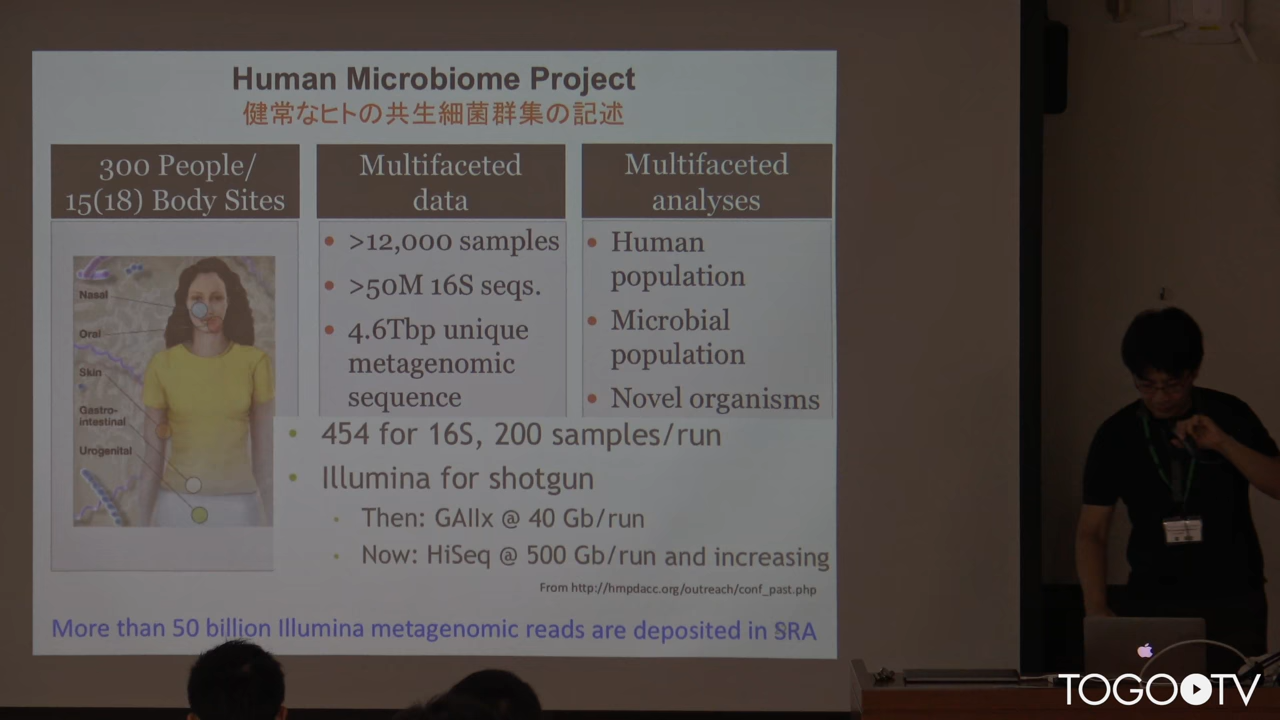 Human Microbiome Project
健常なヒトの共生細菌群集の記述
300 People/
15(18) Body Sites
Multifaceted
data
Multifaceted
analyses
Nasal
Oral
Skin
Gastro-
intestinal
Urogenital
• >12,000 samples
• >50M 16S seqs.
• 4.6Tbp unique
metagenomic
sequence
• Human
population
• Microbial
population
• Novel organisms
• 454 for 16S, 200 samples/run
• Illumina for shotgun
• Then: GAIIx @ 40 Gb/run
• Now: HiSeq @ 500 Gb/run and increasing
From http://hmpdacc.org/outreach/conf_past.php
More than 50 billion Illumina metagenomic reads are deposited in SRA
TOGO TV